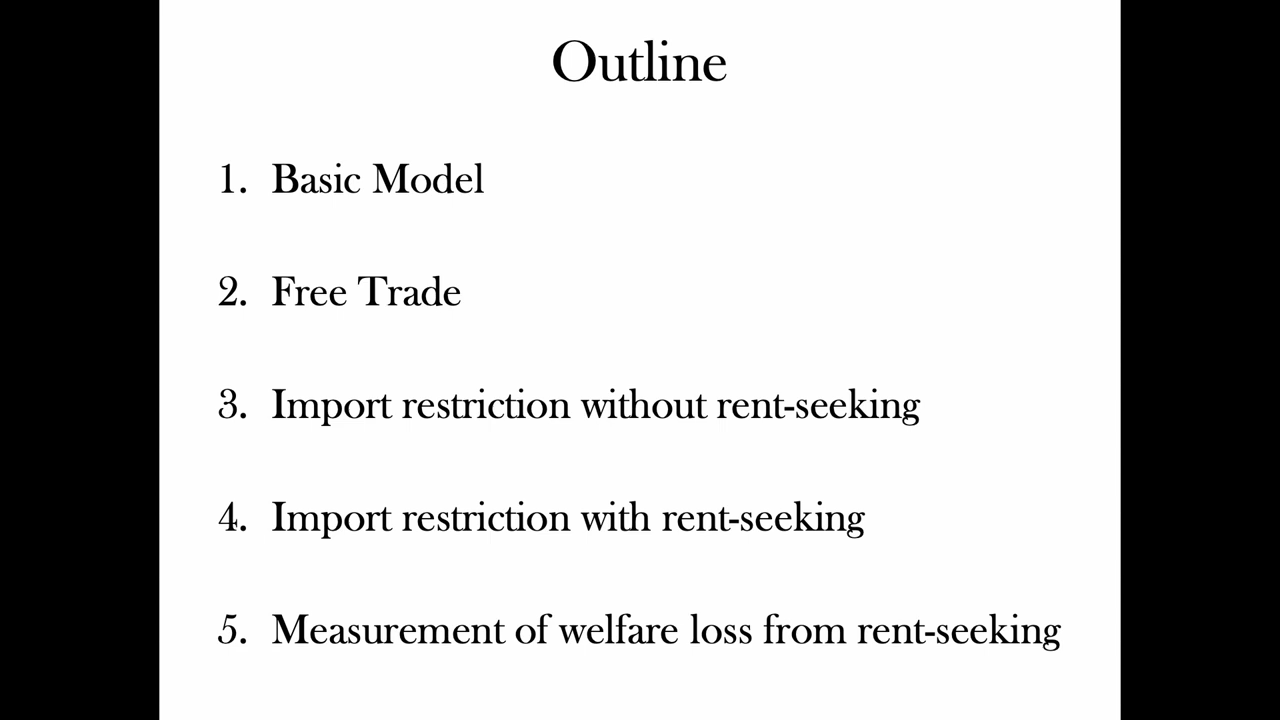 Outline
1. Basic Model
2. Free Trade
3. Import restriction without rent-seeking
4. Import restriction with rent-seeking
5. Measurement of welfare loss from rent-seeking